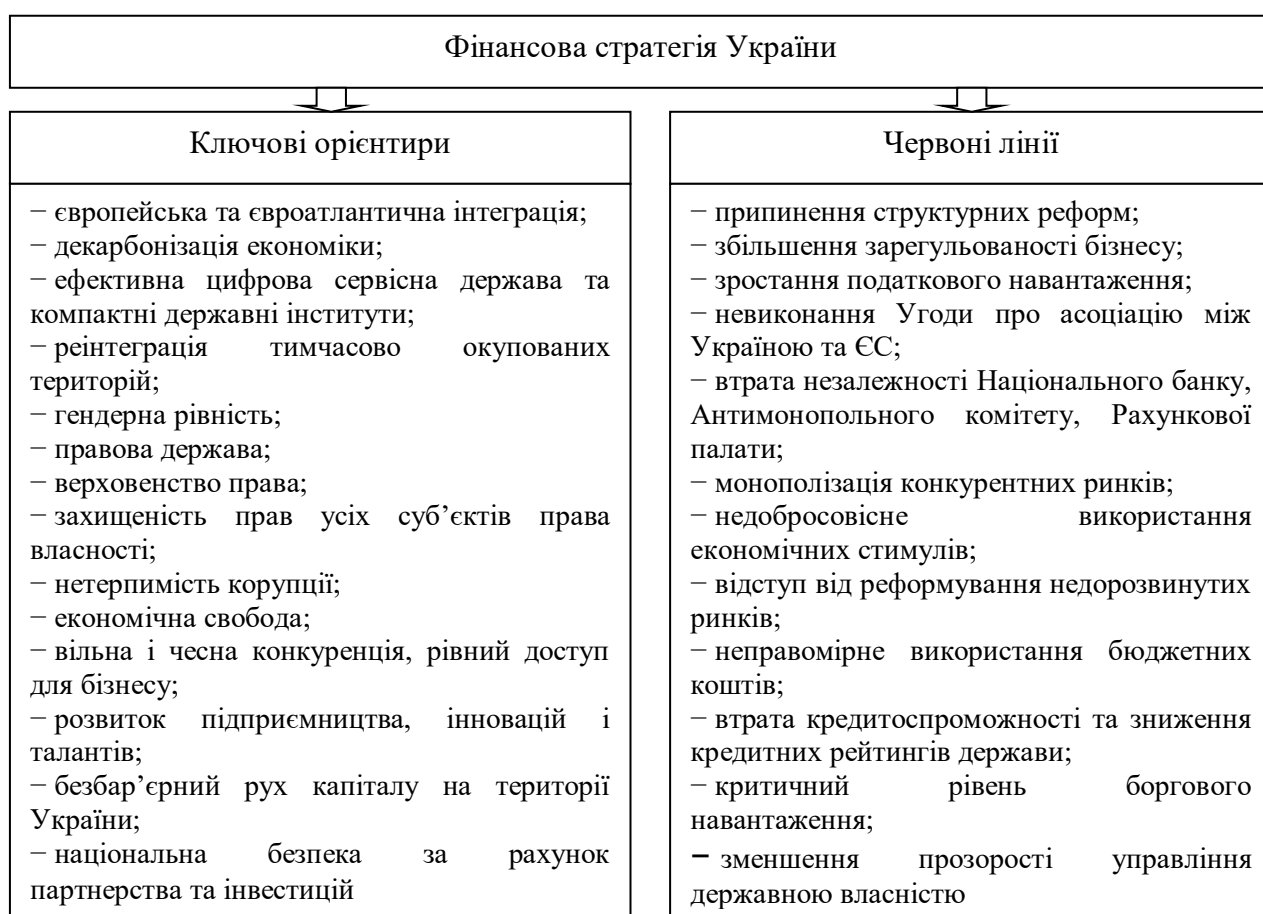 Фінансова стратегія України
Ключові орієнтири
− європейська та євроатлантична інтеграція;
− декарбонізація економіки;
− ефективна цифрова сервісна держава та
компактні державні інститути;
− реінтеграція тимчасово окупованих
територій;
− гендерна рівність;
− правова держава;
− верховенство права;
− захищеність прав усіх суб’єктів права
власності;
− нетерпимість корупції;
− економічна свобода;
− вільна і чесна конкуренція, рівний доступ
для бізнесу;
− розвиток підприємництва, інновацій і
талантів;
− безбар’єрний рух капіталу на території
України;
− національна безпека за рахунок
партнерства та інвестицій
Червоні лінії
− припинення структурних реформ;
− збільшення зарегульованості бізнесу;
− зростання податкового навантаження;
− невиконання Угоди про асоціацію між
Україною та ЄС;
− втрата незалежності Національного банку,
Антимонопольного комітету, Рахункової
палати;
− монополізація конкурентних ринків;
− недобросовісне використання
економічних стимулів;
− відступ від реформування недорозвинутих
ринків;
− неправомірне використання бюджетних
коштів;
− втрата кредитоспроможності та зниження
кредитних рейтингів держави;
− критичний рівень боргового
навантаження;
− зменшення прозорості управління
державною власністю